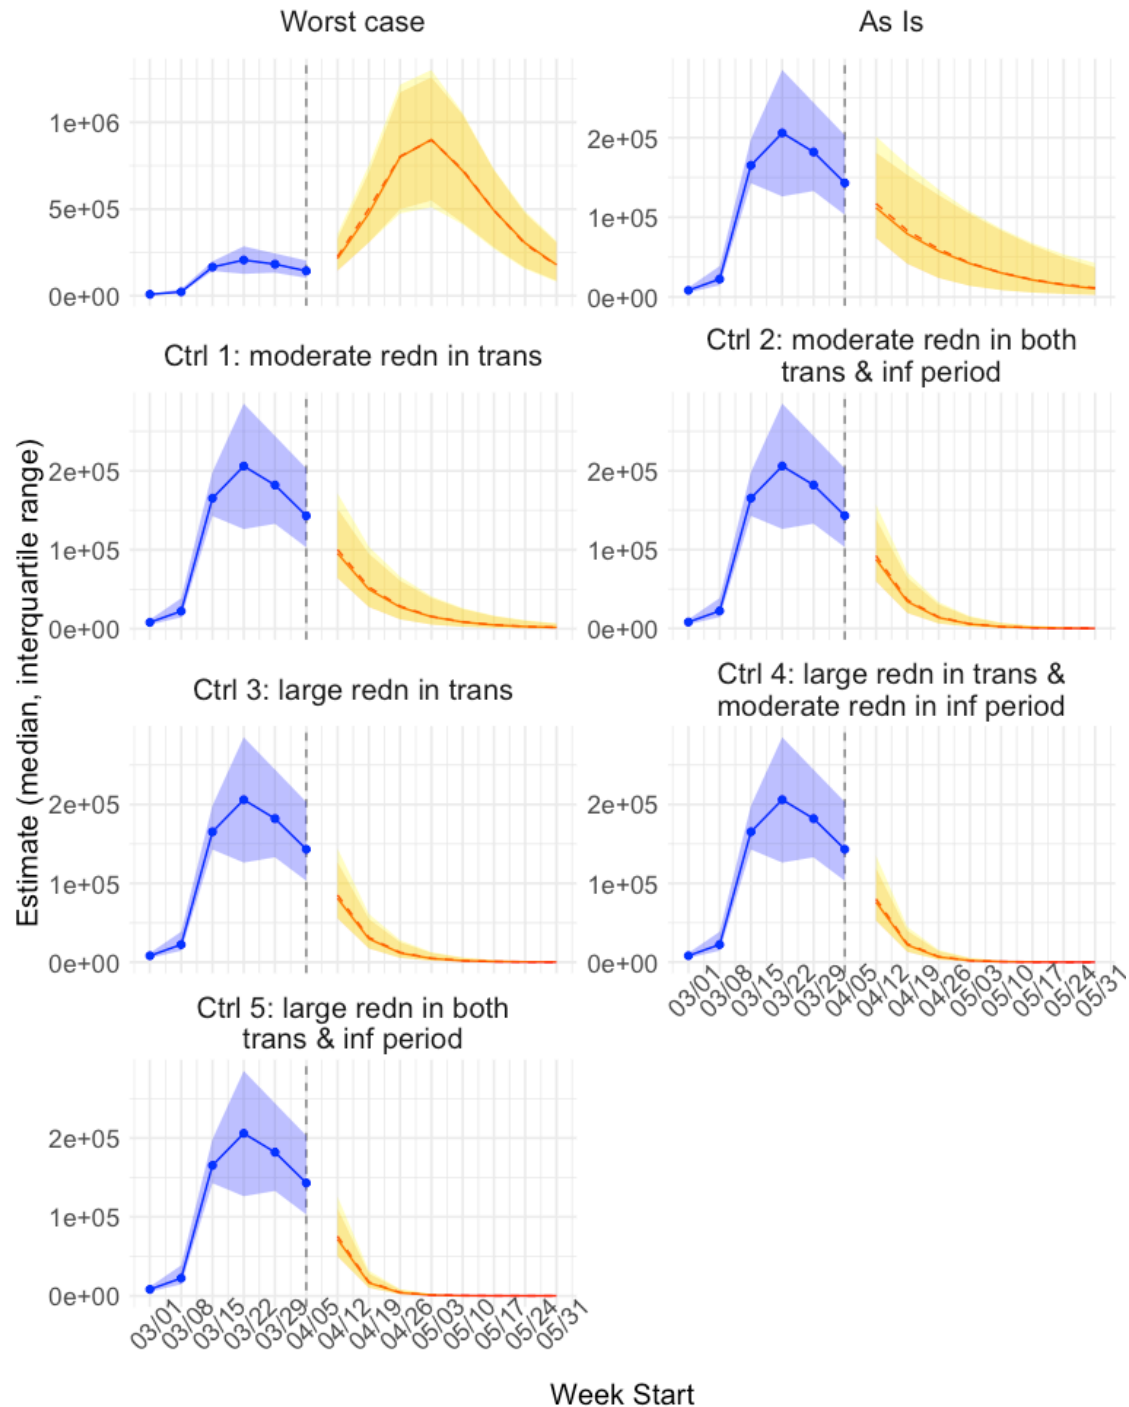 Worst case
As Is
1e+06
5e+05
0e+00
2e+05
1e+05
0e+00
Ctrl 1: moderate redn in trans
Ctrl 2: moderate redn in both
trans & inf period
2e+05
1e+05
0e+00
2e+05
1e+05
0e+00
Ctrl 3: large redn in trans
Ctrl 4: large redn in trans &
moderate redn in inf period
2e+05
1e+05
0e+00
2e+05
1e+05
0e+00
03/01
03/08
03/15
03/22
03/29
04/05
04/12
04/19
04/26
05/03
05/10
05/17
05/24
05/31
Ctrl 5: large redn in both
trans & inf period
2e+05
1e+05
0e+00
03/01
03/08
03/15
03/22
03/29
04/05
04/12
04/19
04/26
05/03
05/10
05/17
05/24
05/31
Estimate (median, interquartile range)
Week Start